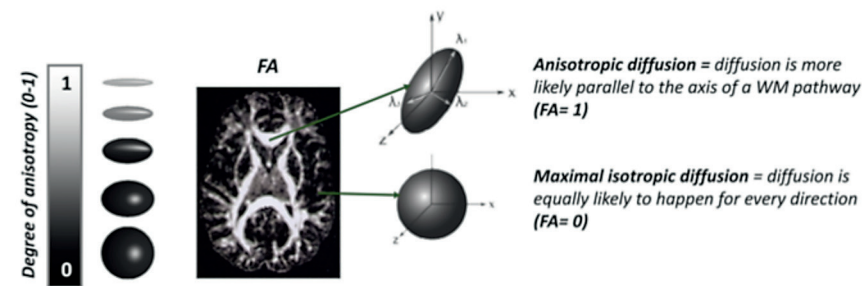 Degree of anisotropy (0-1)
1
0
FA
y
λ₁
x
λ₃
λ₂
z
x
z
Anisotropic diffusion = diffusion is more
likely parallel to the axis of a WM pathway
(FA= 1)
Maximal isotropic diffusion = diffusion is
equally likely to happen for every direction
(FA= 0)